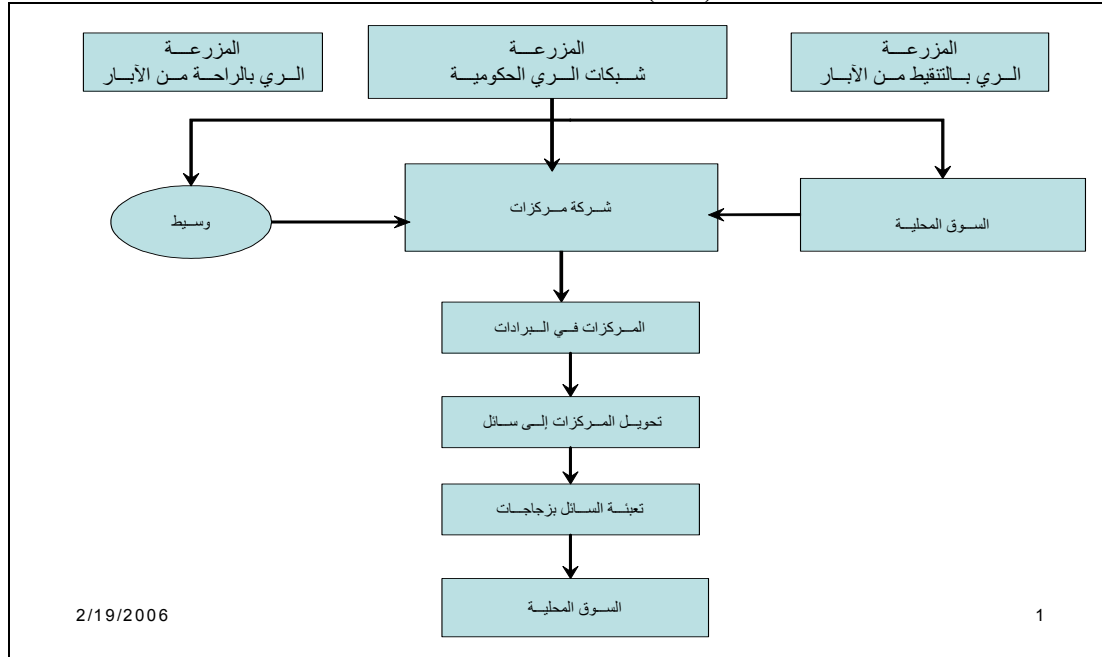 المزرعة
الري بالتنقيط من الآبار
المزرعة
شبكات الري الحكومية
المزرعة
الري بالراحة من الآبار
السوق المحلية
شركة مركزات
وسيط
المركزات في البرادات
تحويل المركزات إلى سائل
تعبئة السائل بزجاجات
السوق المحلية
2/19/2006
1